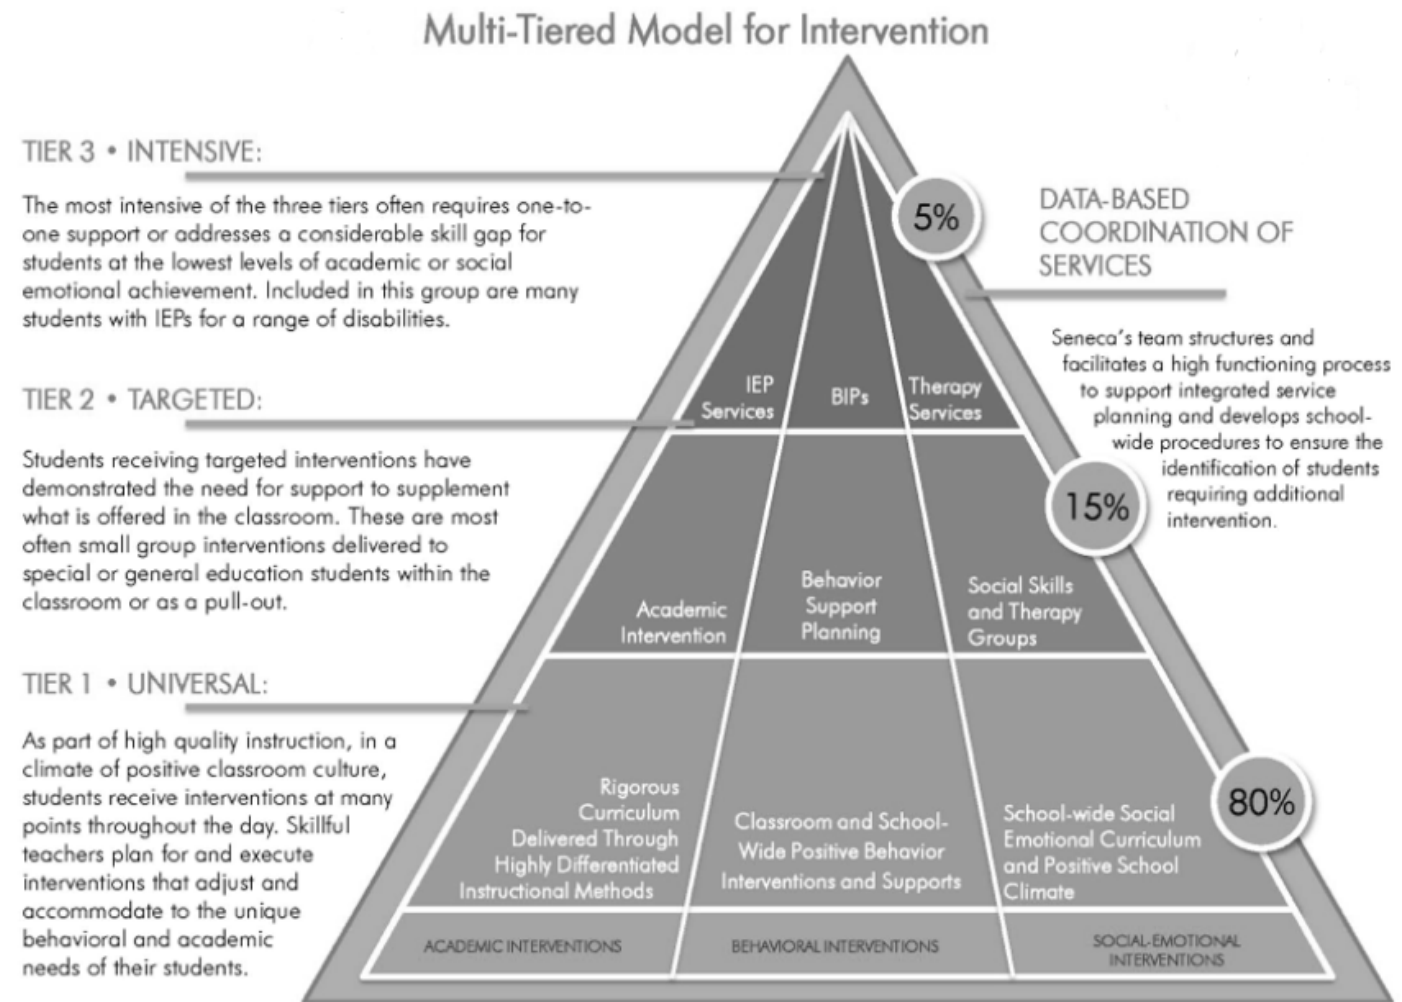 Multi-Tiered Model for Intervention
TIER 3 • INTENSIVE:
The most intensive of the three tiers often requires one-to-
one support or addresses a considerable skill gap for
students at the lowest levels of academic or social
emotional achievement. Included in this group are many
students with IEPs for a range of disabilities.
TIER 2 • TARGETED:
Students receiving targeted interventions have
demonstrated the need for support to supplement
what is offered in the classroom. These are most
often small group interventions delivered to
special or general education students within the
classroom or as a pull-out.
TIER 1 • UNIVERSAL:
As part of high quality instruction, in a
climate of positive classroom culture,
students receive interventions at many
points throughout the day. Skillful
teachers plan for and execute
interventions that adjust and
accommodate to the unique
behavioral and academic
needs of their students.
5%
IEP
Services
BIPs
Therapy
Services
15%
Academic
Intervention
Behavior
Support
Planning
Social Skills
and Therapy
Groups
80%
Rigorous
Curriculum
Delivered Through
Highly Differentiated
Instructional Methods
Classroom and School-
Wide Positive Behavior
Interventions and Supports
School-wide Social
Emotional Curriculum
and Positive School
Climate
ACADEMIC INTERVENTIONS
BEHAVIORAL INTERVENTIONS
SOCIAL-EMOTIONAL
INTERVENTIONS
DATA-BASED
COORDINATION OF
SERVICES
Seneca's team structures and
facilitates a high functioning process
to support integrated service
planning and develops school-
wide procedures to ensure the
identification of students
requiring additional
intervention.